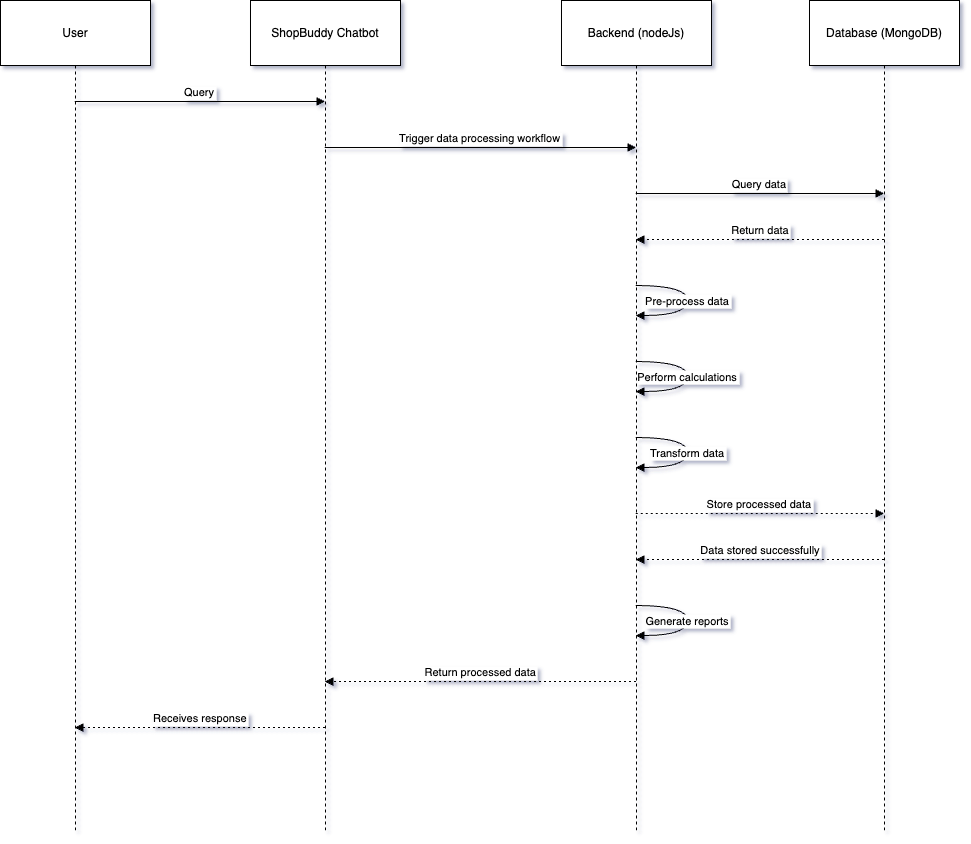 User
ShopBuddy Chatbot
Backend (nodeJs)
Database (MongoDB)
Query
Trigger data processing workflow
Query data
Return data
Pre-process data
Perform calculations
Transform data
Store processed data
Data stored successfully
Generate reports
Return processed data
Receives response